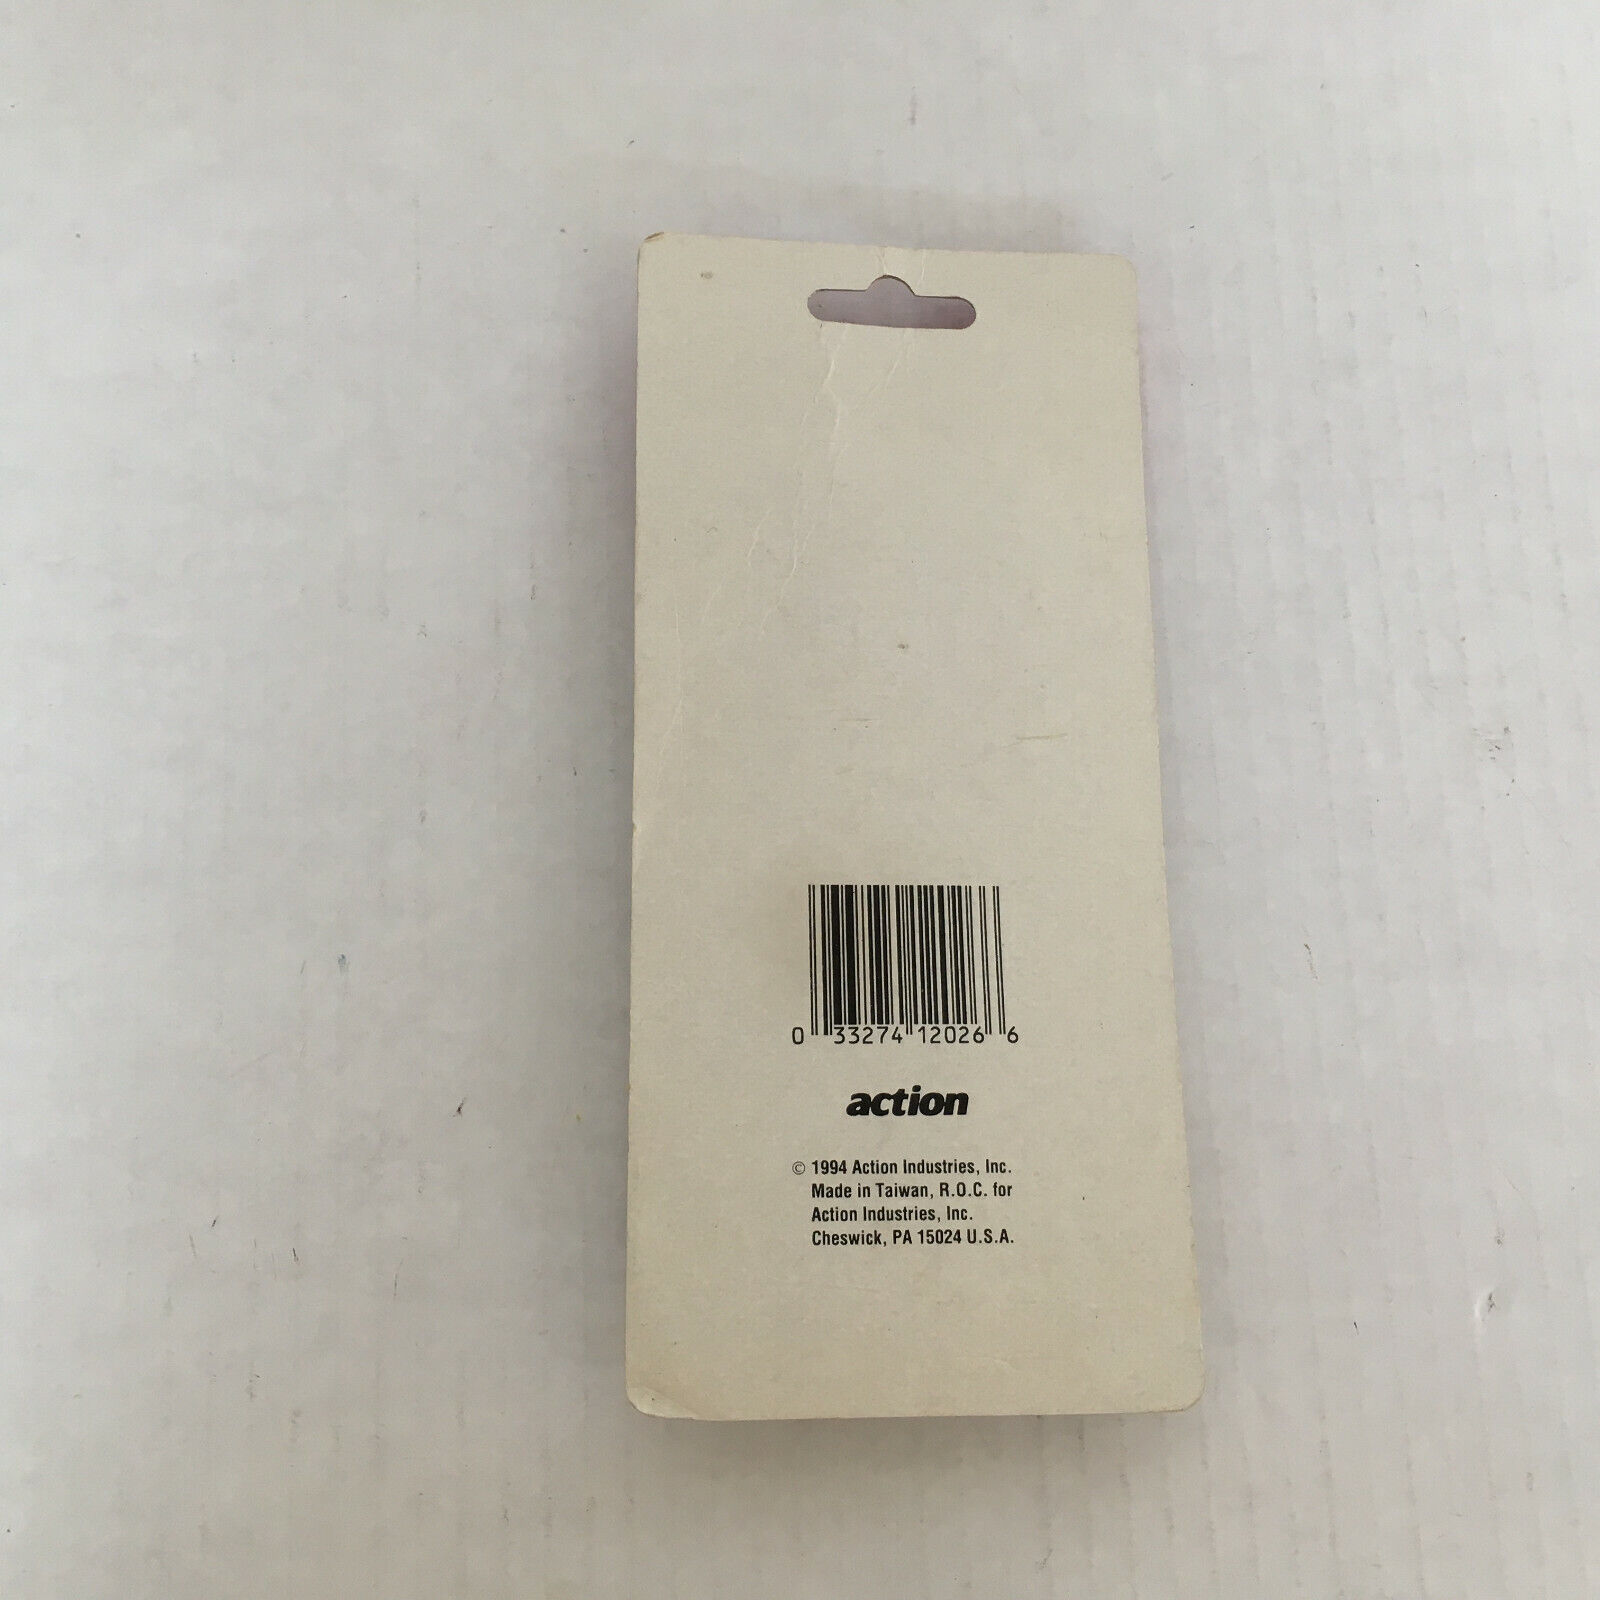 0 33274 12026 6
action
© 1994 Action Industries, Inc.
Made in Taiwan, R.O.C. for
Action Industries, Inc.
Cheswick, PA 15024 U.S.A.